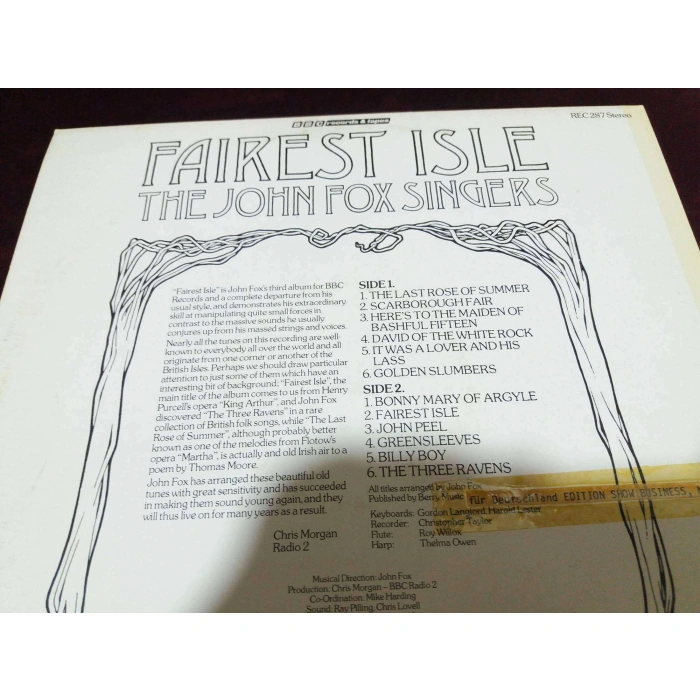 BBC records & tapes
REC 287 Stereo
FAIREST ISLE
THE JOHN FOX SINGERS
"Fairest Isle" is John Fox's third album for BBC
Records and a complete departure from his
usual style, and demonstrates his extraordinary
skill at manipulating quite small forces in
contrast to the massive sounds he usually
conjures up from his massed strings and voices.
Nearly all the tunes on this recording are well-
known to everybody all over the world and all
originate from one corner or another of the
British Isles. Perhaps we should draw particular
attention to just some of them which have an
interesting bit of background; "Fairest Isle", the
main title of the album comes to us from Henry
Purcell's opera "King Arthur", and John Fox
discovered "The Three Ravens" in a rare
collection of British folk songs, while "The Last
Rose of Summer", although probably better
known as one of the melodies from Flotow's
opera "Martha", is actually and old Irish air to a
poem by Thomas Moore.
John Fox has arranged these beautiful old
tunes with great sensitivity and has succeeded
in making them sound young again, and they
will thus live on for many years as a result.
Chris Morgan
Radio 2
SIDE 1.
1. THE LAST ROSE OF SUMMER
2. SCARBOROUGH FAIR
3. HERE'S TO THE MAIDEN OF
BASHFUL FIFTEEN
4. DAVID OF THE WHITE ROCK
5. IT WAS A LOVER AND HIS
LASS
6. GOLDEN SLUMBERS
SIDE 2.
1. BONNY MARY OF ARGYLE
2. FAIREST ISLE
3. JOHN PEEL
4. GREENSLEEVES
5. BILLY BOY
6. THE THREE RAVENS
All titles arranged by John Fox
Published by Berry Music
für Deutschland EDITION SHOW BUSINESS,
Keyboards: Gordon Langford, Harold Lester
Recorder: Christopher Taylor
Flute: Roy Willox
Harp: Thelma Owen
Musical Direction: John Fox
Production: Chris Morgan – BBC Radio 2
Co-Ordination: Mike Harding
Sound: Ray Pilling, Chris Lovell